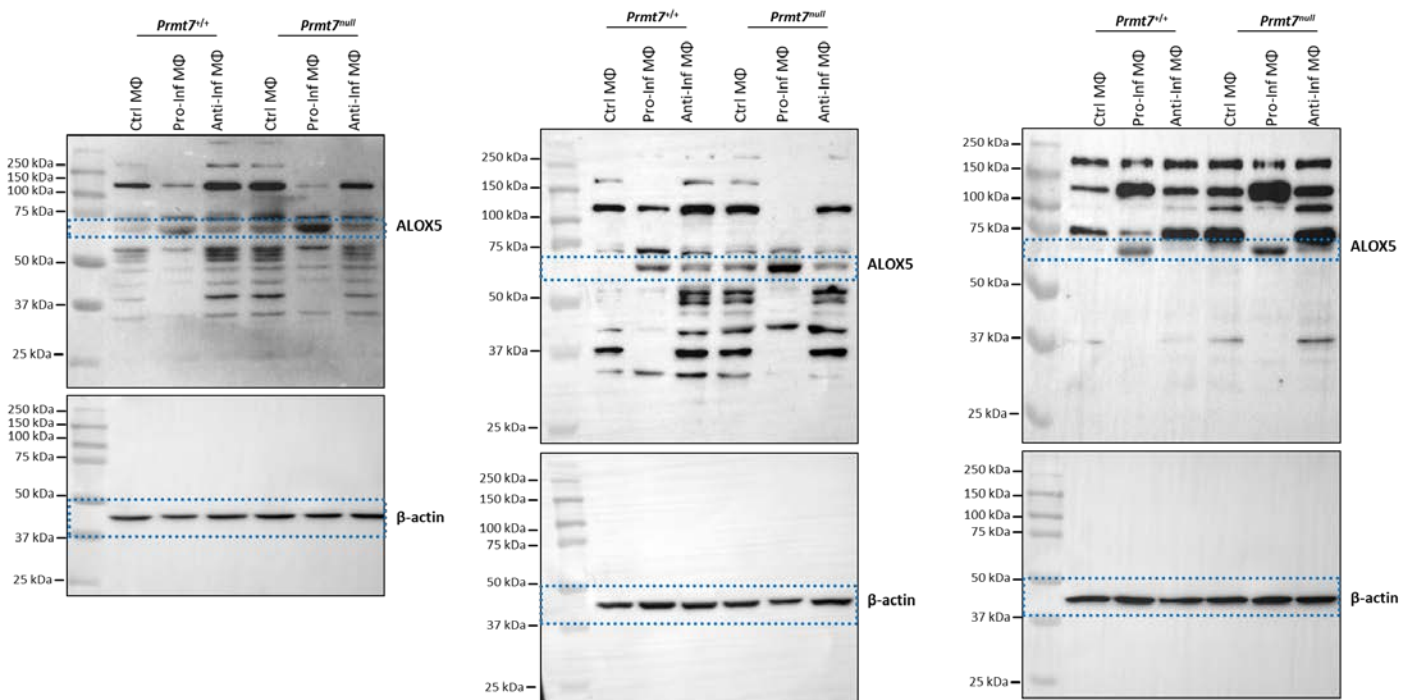 Prmt7+/+ Prmt7null
Ctrl MΦ
Pro-Inf MΦ
Anti-Inf MΦ
Ctrl MΦ
Pro-Inf MΦ
Anti-Inf MΦ
250 kDa
150 kDa
100 kDa
75 kDa
50 kDa
37 kDa
25 kDa
ALOX5
250 kDa
150 kDa
100 kDa
75 kDa
50 kDa
37 kDa
25 kDa
β-actin
Prmt7+/+ Prmt7null
Ctrl MΦ
Pro-Inf MΦ
Anti-Inf MΦ
Ctrl MΦ
Pro-Inf MΦ
Anti-Inf MΦ
250 kDa
150 kDa
100 kDa
75 kDa
50 kDa
37 kDa
25 kDa
ALOX5
250 kDa
150 kDa
100 kDa
75 kDa
50 kDa
37 kDa
25 kDa
β-actin
Prmt7+/+ Prmt7null
Ctrl MΦ
Pro-Inf MΦ
Anti-Inf MΦ
Ctrl MΦ
Pro-Inf MΦ
Anti-Inf MΦ
250 kDa
150 kDa
100 kDa
75 kDa
50 kDa
37 kDa
25 kDa
ALOX5
250 kDa
150 kDa
100 kDa
75 kDa
50 kDa
37 kDa
25 kDa
β-actin